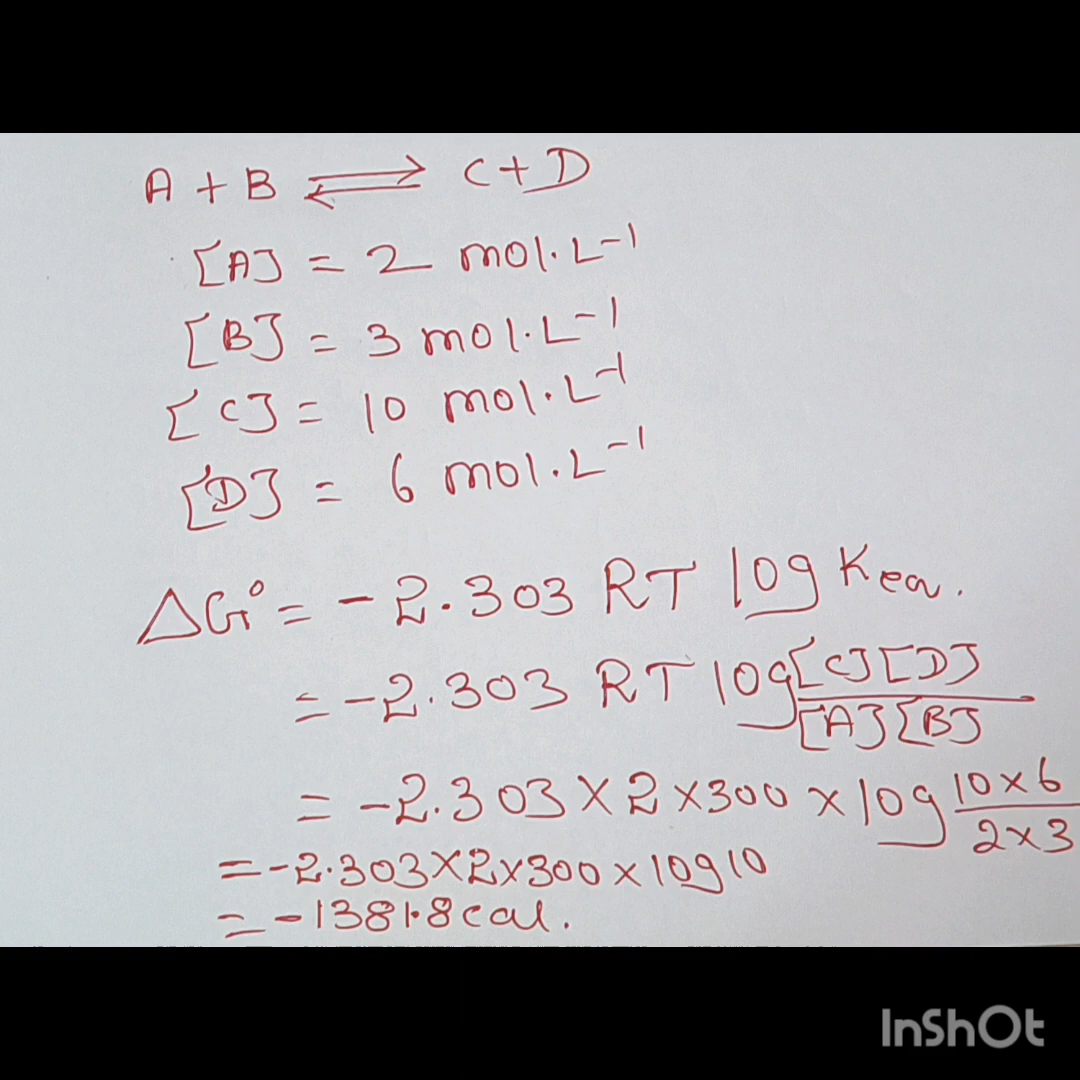 A + B ⇌ C + D
[A] = 2 mol.L-1
[B] = 3 mol.L-1
[C] = 10 mol.L-1
[D] = 6 mol.L-1
ΔG° = -2.303 RT log Keq.
= -2.303 RT log [C][D] / [A][B]
= -2.303 × 2 × 300 × log 10×6 / 2×3
= -2.303×2×300×log10
= -1381.8 cal.
InShOt